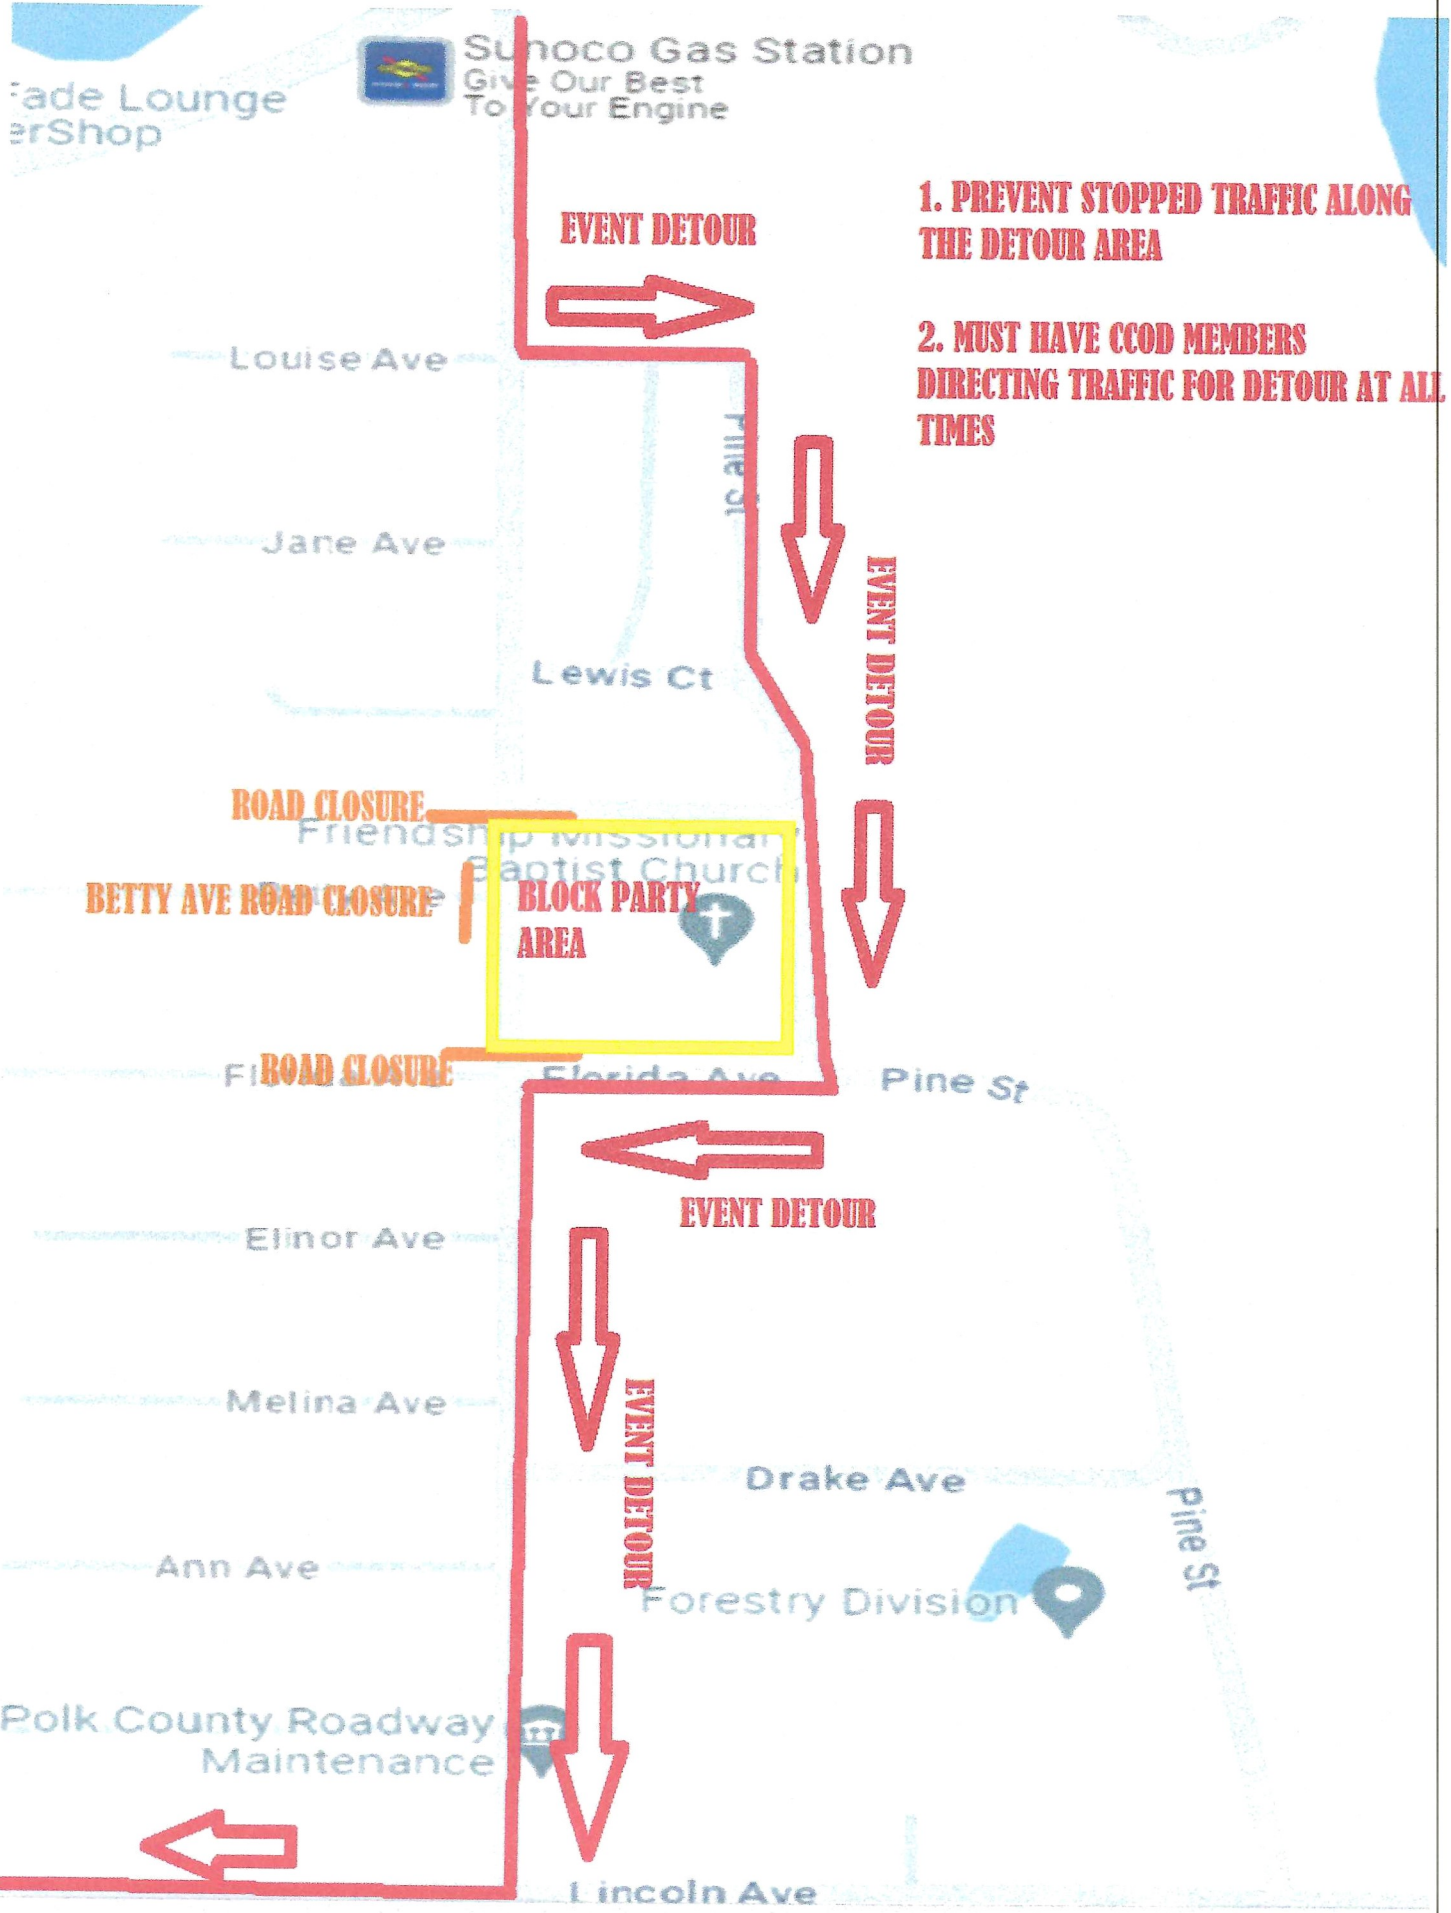 Sunoco Gas Station
Give Our Best
To Your Engine
Fade Lounge
erShop
1. PREVENT STOPPED TRAFFIC ALONG
THE DETOUR AREA
EVENT DETOUR
2. MUST HAVE CCOD MEMBERS
DIRECTING TRAFFIC FOR DETOUR AT ALL
TIMES
Louise Ave
Pine St
Jane Ave
EVENT DETOUR
Lewis Ct
ROAD CLOSURE
Friendship Missionary
Baptist Church
BETTY AVE ROAD CLOSURE
BLOCK PARTY
AREA
ROAD CLOSURE
Florida Ave
Pine St
EVENT DETOUR
Elinor Ave
EVENT DETOUR
Melina Ave
Drake Ave
Pine St
Ann Ave
Forestry Division
Polk County Roadway
Maintenance
Lincoln Ave